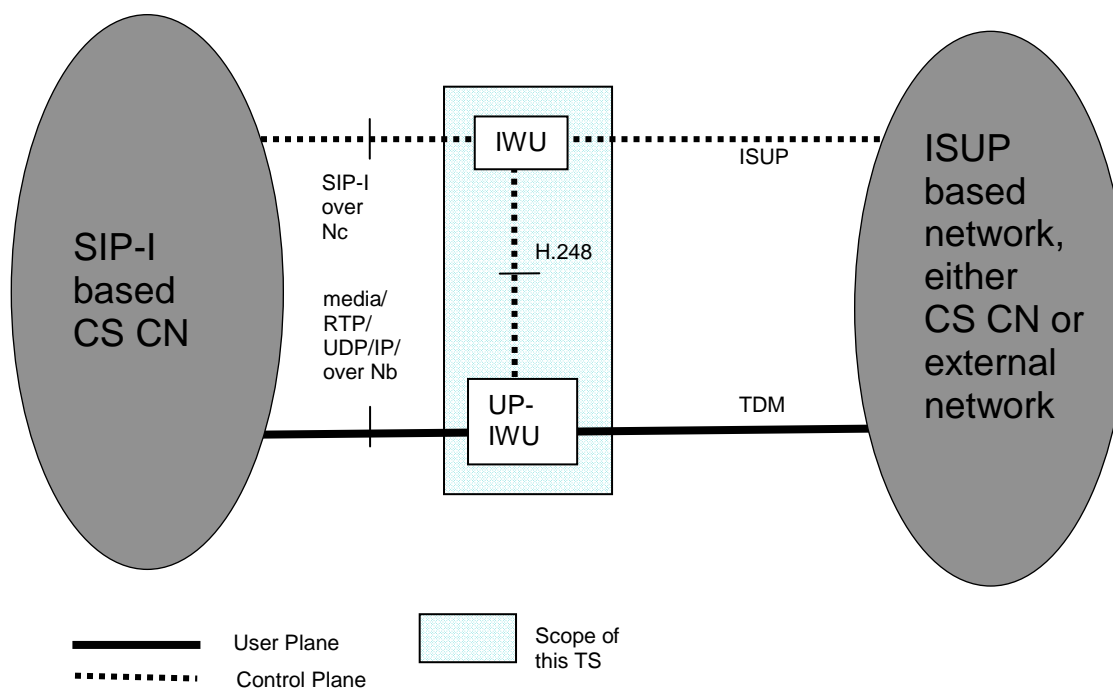 SIP-I
based
CS CN
SIP-I
over
Nc
media/
RTP/
UDP/IP/
over Nb
IWU
H.248
UP-
IWU
ISUP
TDM
ISUP
based
network,
either
CS CN or
external
network
User Plane
Control Plane
Scope of
this TS